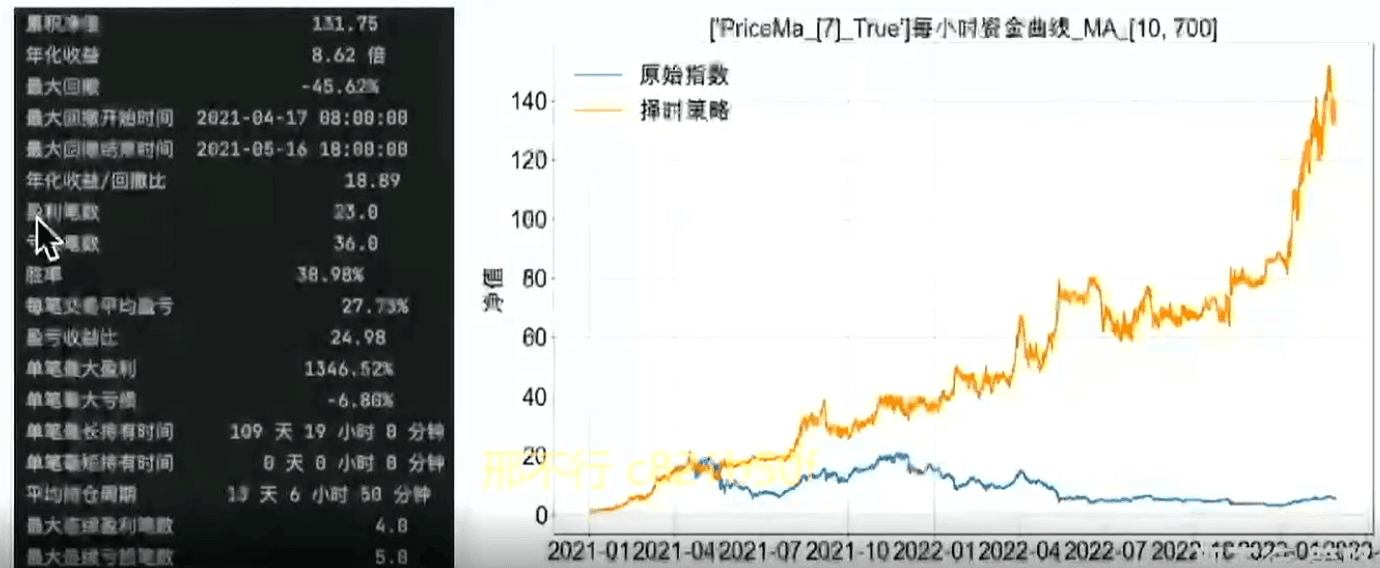 累积净值 131.75
年化收益 8.62 倍
最大回撤 -45.62%
最大回撤开始时间 2021-04-17 08:00:00
最大回撤结束时间 2021-05-16 18:00:00
年化收益/回撤比 18.89
盈利笔数 23.0
笔数 36.0
胜率 38.98%
每笔交易平均盈亏 27.73%
盈亏收益比 24.98
单笔最大盈利 1346.52%
单笔最大亏损 -6.80%
单笔最长持有时间 109 天 19 小时 0 分钟
单笔最短持有时间 0 天 0 小时 0 分钟
平均持仓周期 13 天 6 小时 50 分钟
最大连续盈利笔数 4.0
最大连续亏损笔数 5.0
['PriceMa_[7]_True']每小时资金曲线_MA_[10, 700]
原始指数
择时策略
净值
140
120
100
80
60
40
20
0
邢不行
2021-01 2021-04 2021-07 2021-10 2022-01 2022-04 2022-07